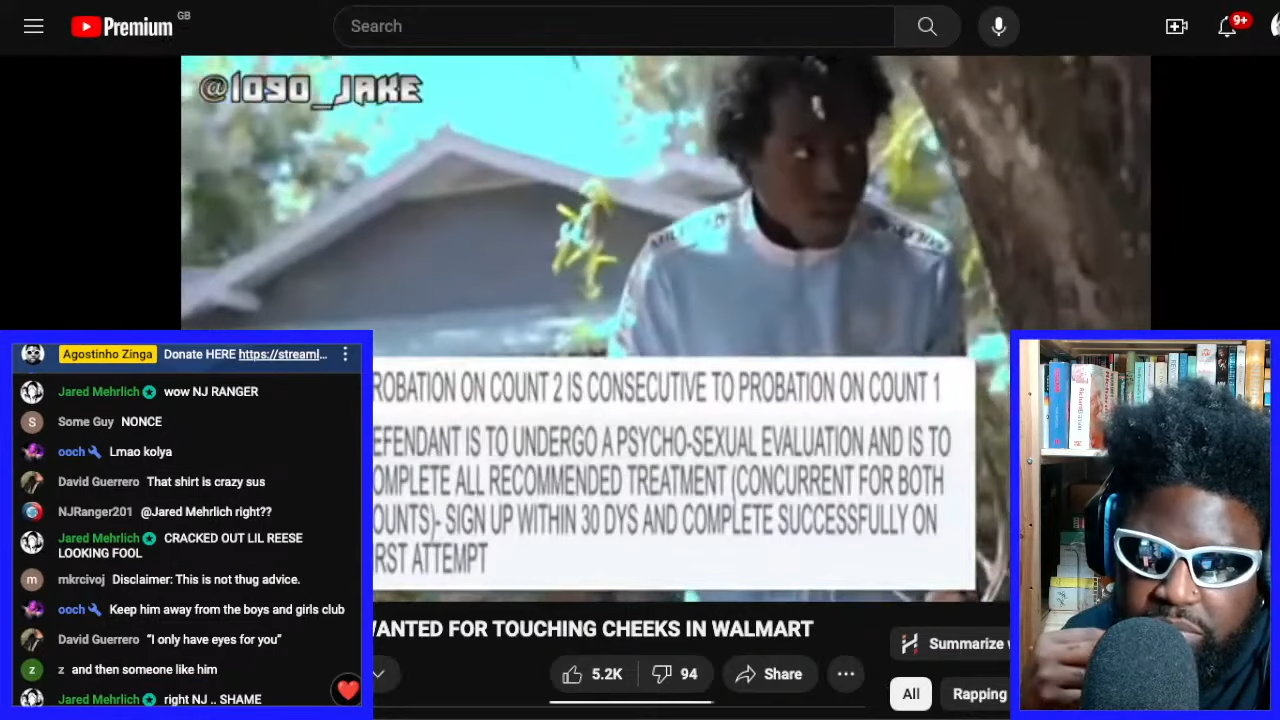 Premium
GB
Search
9+
@1090_JAKE
ROBATION ON COUNT 2 IS CONSECUTIVE TO PROBATION ON COUNT 1
EFENDANT IS TO UNDERGO A PSYCHO-SEXUAL EVALUATION AND IS TO
OMPLETE ALL RECOMMENDED TREATMENT (CONCURRENT FOR BOTH
OUNTS)- SIGN UP WITHIN 30 DYS AND COMPLETE SUCCESSFULLY ON
RST ATTEMPT
Agostinho Zinga Donate HERE https://streaml...
Jared Mehrlich wow NJ RANGER
S Some Guy NONCE
ooch Lmao kolya
David Guerrero That shirt is crazy sus
NJRanger201 @Jared Mehrlich right??
Jared Mehrlich CRACKED OUT LIL REESE
LOOKING FOOL
m mkrcivoj Disclaimer: This is not thug advice.
ooch Keep him away from the boys and girls club
David Guerrero “I only have eyes for you”
z z and then someone like him
Jared Mehrlich right NJ .. SHAME
WANTED FOR TOUCHING CHEEKS IN WALMART
5.2K
94
Share
Summarize
All
Rapping